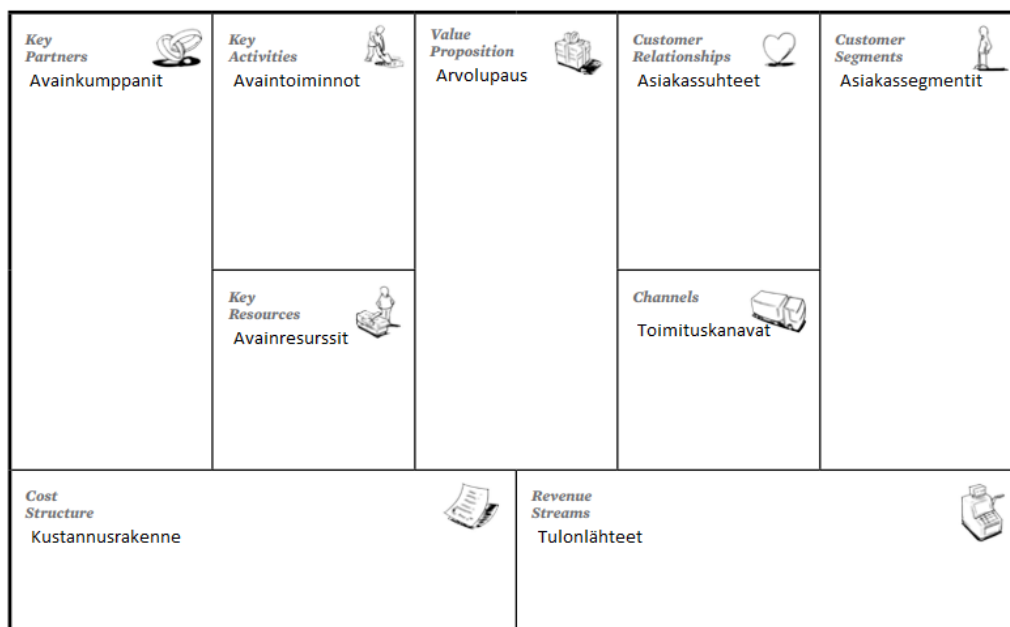 Key
Partners
Avainkumppanit
Key
Activities
Avaintoiminnot
Value
Proposition
Arvolupaus
Customer
Relationships
Asiakassuhteet
Customer
Segments
Asiakassegmentit
Key
Resources
Avainresurssit
Channels
Toimituskanavat
Cost
Structure
Kustannusrakenne
Revenue
Streams
Tulonlähteet